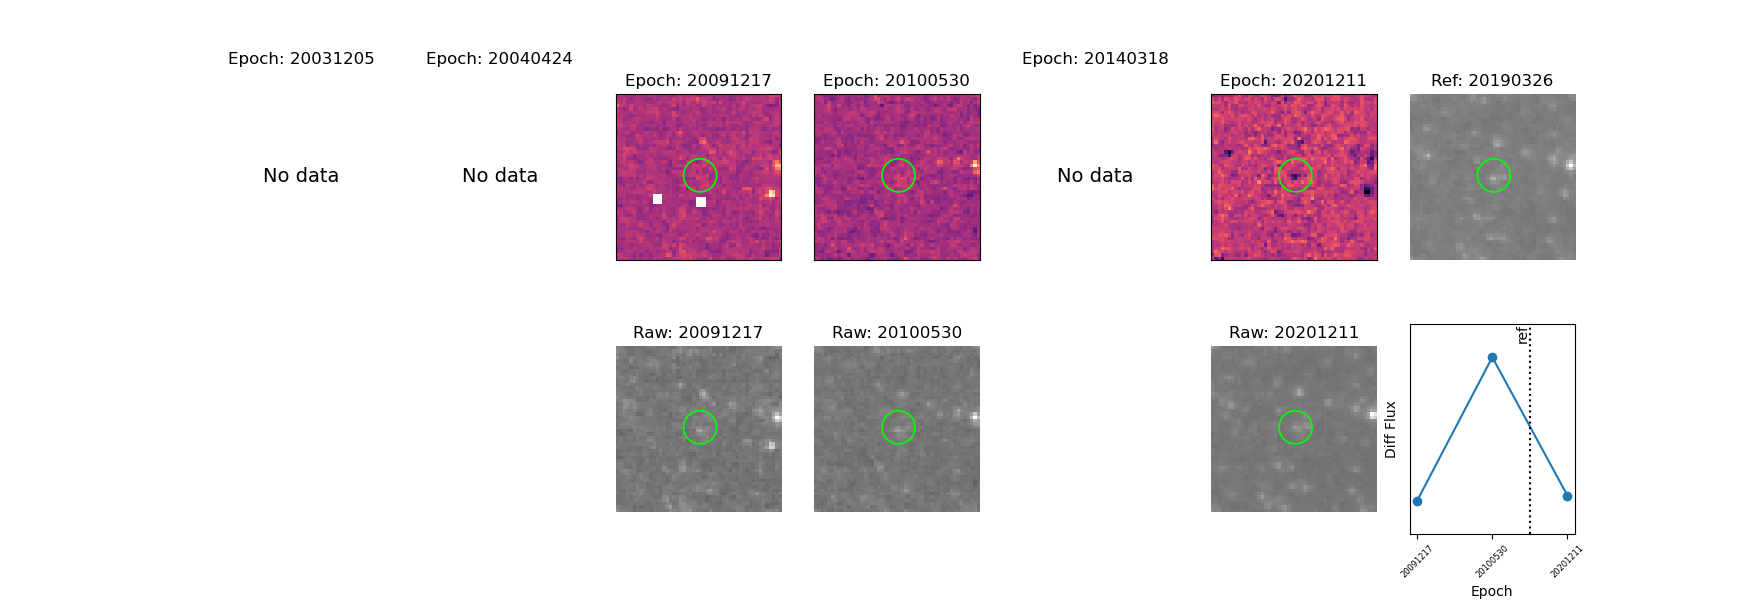 Epoch: 20031205
Epoch: 20040424
Epoch: 20091217
Epoch: 20100530
Epoch: 20140318
Epoch: 20201211
Ref: 20190326
No data
No data
No data
Raw: 20091217
Raw: 20100530
Raw: 20201211
ref
Diff Flux
20091217
20100530
20201211
Epoch